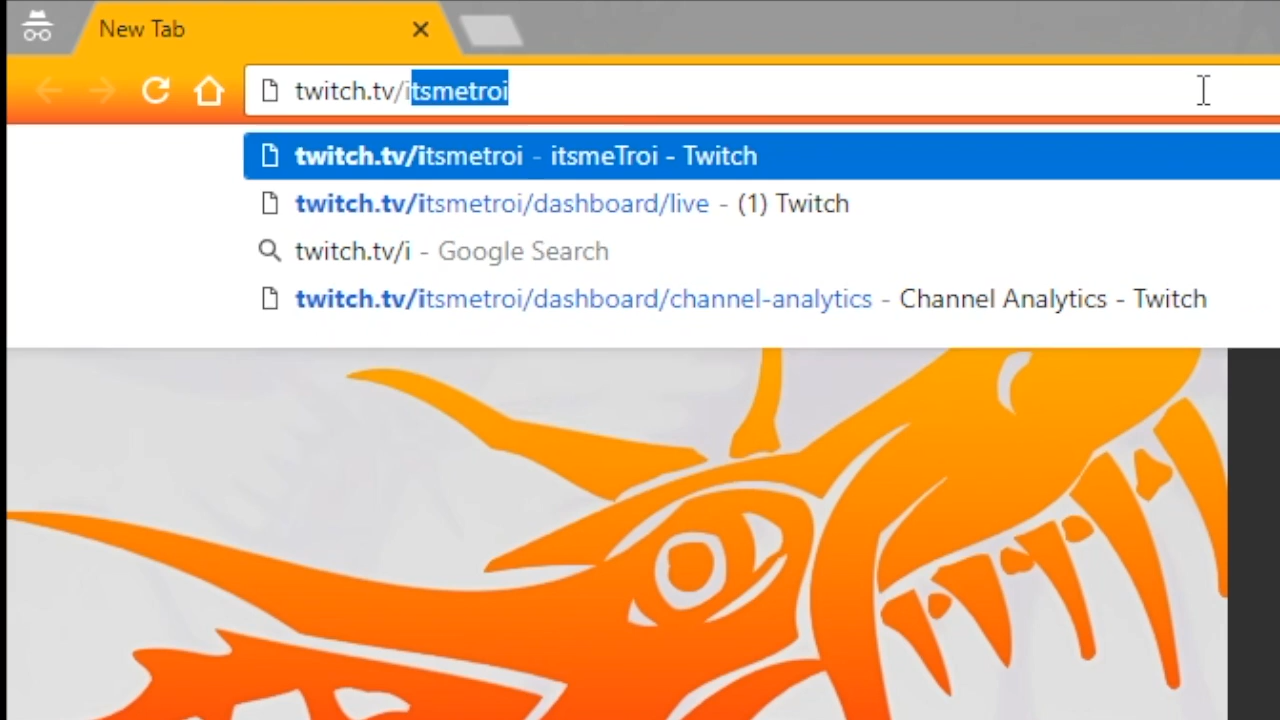 New Tab
twitch.tv/itsmetroi
twitch.tv/itsmetroi - itsmeTroi - Twitch
twitch.tv/itsmetroi/dashboard/live - (1) Twitch
twitch.tv/i - Google Search
twitch.tv/itsmetroi/dashboard/channel-analytics - Channel Analytics - Twitch